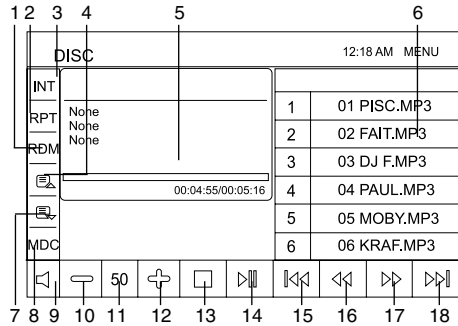 1 2 3 4 5 6
DISC 12:18 AM MENU
INT
RPT
RDM
MDC
None
None
None
00:04:55/00:05:16
1 01 PISC.MP3
2 02 FAIT.MP3
3 03 DJ F.MP3
4 04 PAUL.MP3
5 05 MOBY.MP3
6 06 KRAF.MP3
50
7 8 9 10 11 12 13 14 15 16 17 18